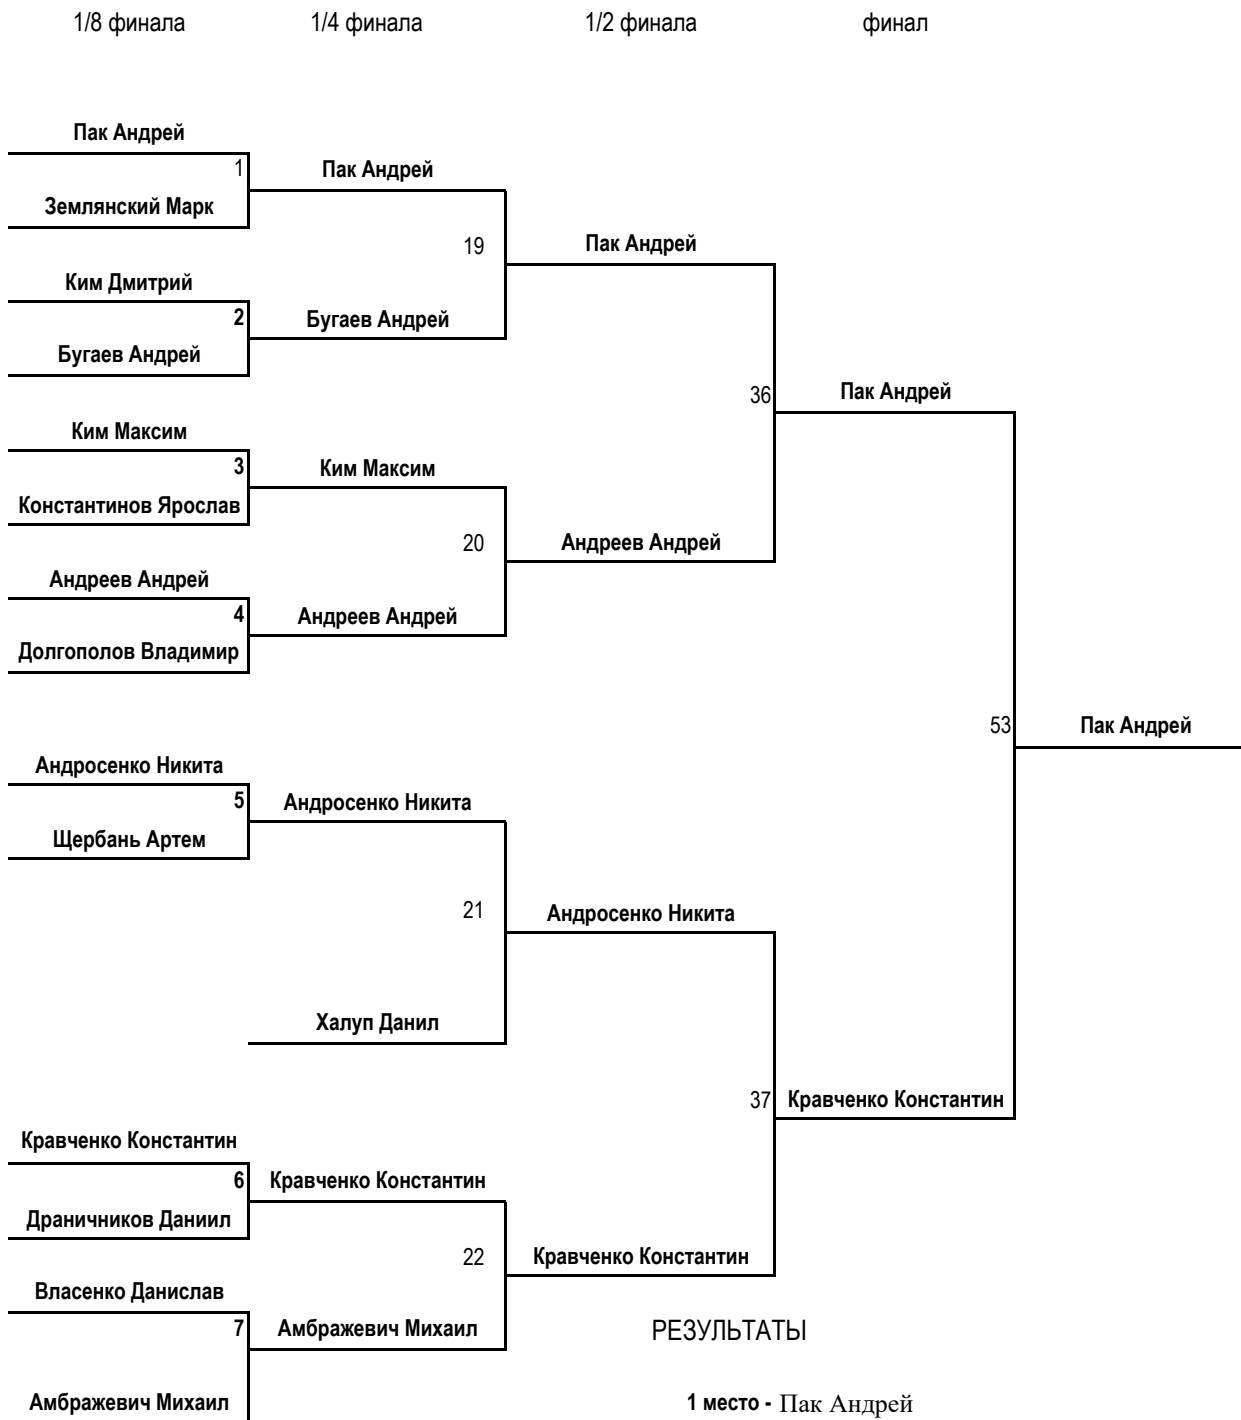 1/8 финала 1/4 финала 1/2 финала финал
Пак Андрей
1 Пак Андрей
Землянский Марк
19 Пак Андрей
Ким Дмитрий
2 Бугаев Андрей
Бугаев Андрей
36 Пак Андрей
Ким Максим
3 Ким Максим
Константинов Ярослав
20 Андреев Андрей
Андреев Андрей
4 Андреев Андрей
Долгополов Владимир
53 Пак Андрей
Андросенко Никита
5 Андросенко Никита
Щербань Артем
21 Андросенко Никита
Халуп Данил
37 Кравченко Константин
Кравченко Константин
6 Кравченко Константин
Драничников Даниил
22 Кравченко Константин
Власенко Данислав
7 Амбражевич Михаил РЕЗУЛЬТАТЫ
Амбражевич Михаил 1 место - Пак Андрей